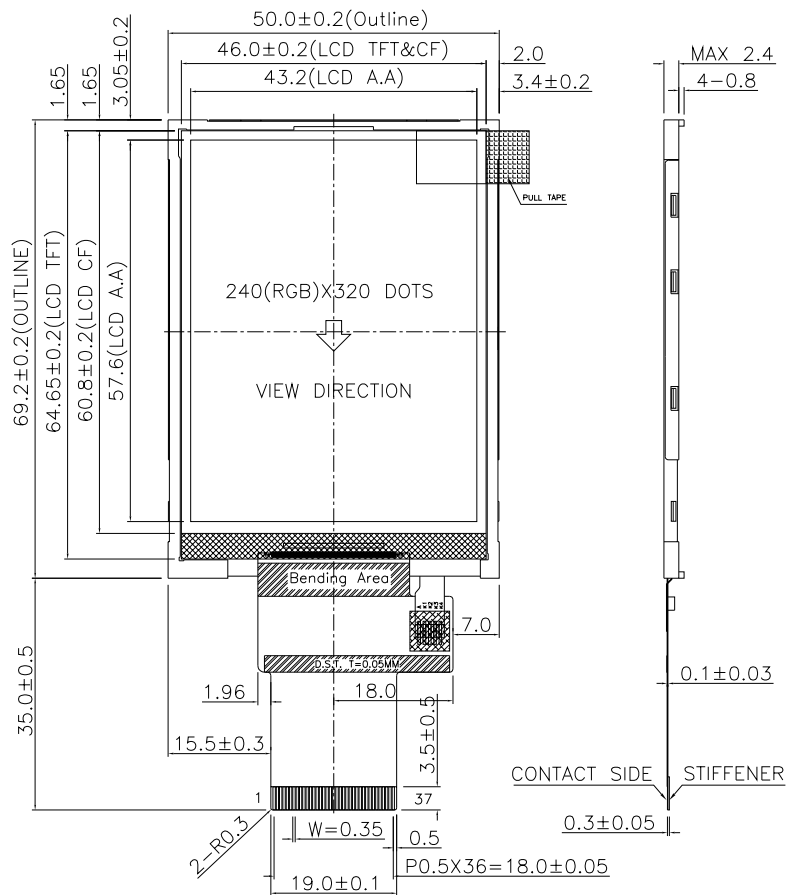 50.0±0.2(Outline)
46.0±0.2(LCD TFT&CF)
2.0
MAX 2.4
43.2(LCD A.A)
3.4±0.2
4-0.8
1.65
1.65
3.05±0.2
PULL TAPE
69.2±0.2(OUTLINE)
64.65±0.2(LCD TFT)
60.8±0.2(LCD CF)
57.6(LCD A.A)
240(RGB)X320 DOTS
VIEW DIRECTION
Bending Area
7.0
D.S.T. T=0.05MM
0.1±0.03
35.0±0.5
1.96
18.0
3.5±0.5
15.5±0.3
CONTACT SIDE
STIFFENER
1
37
0.3±0.05
2-R0.3
W=0.35
0.5
P0.5X36=18.0±0.05
19.0±0.1